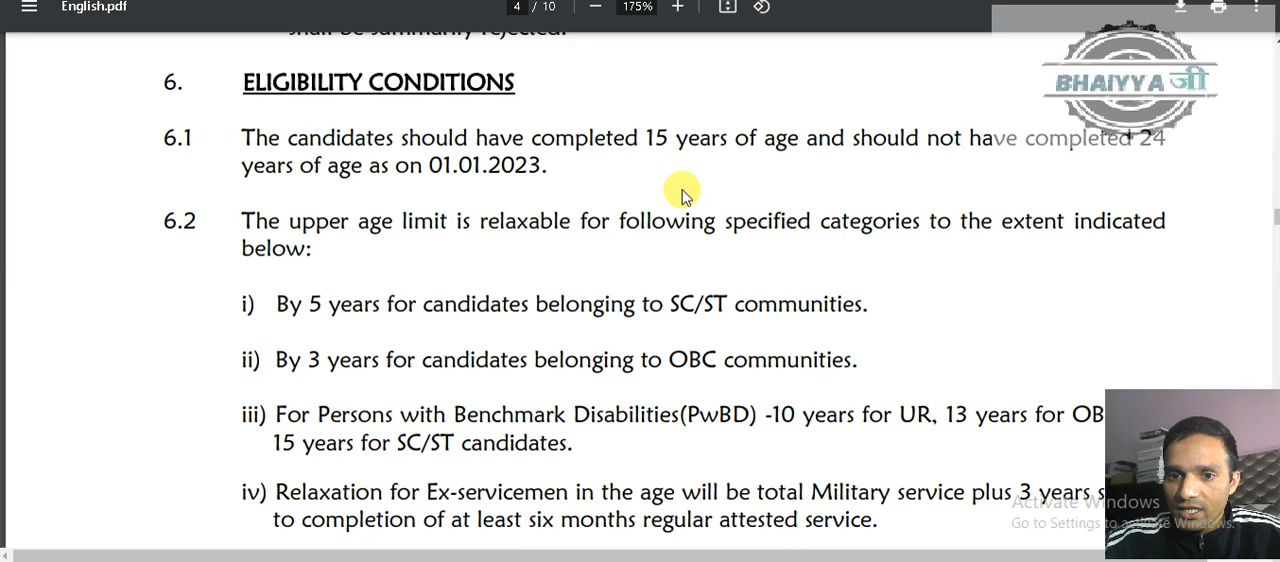 English.pdf
4 / 10
175%
6. ELIGIBILITY CONDITIONS
BHAIYYA जी
6.1 The candidates should have completed 15 years of age and should not have completed 24
years of age as on 01.01.2023.
6.2 The upper age limit is relaxable for following specified categories to the extent indicated
below:
i) By 5 years for candidates belonging to SC/ST communities.
ii) By 3 years for candidates belonging to OBC communities.
iii) For Persons with Benchmark Disabilities(PwBD) -10 years for UR, 13 years for OB
15 years for SC/ST candidates.
iv) Relaxation for Ex-servicemen in the age will be total Military service plus 3 years
to completion of at least six months regular attested service.
Activate Windows
Go to Settings to activate Windows.